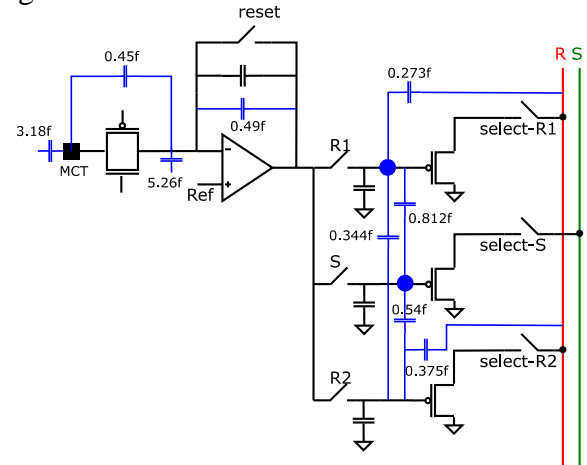 reset
R S
0.45f
0.273f
3.18f
0.49f
R1
select-R1
MCT
5.26f
Ref
0.812f
0.344f
select-S
S
0.54f
0.375f
select-R2
R2